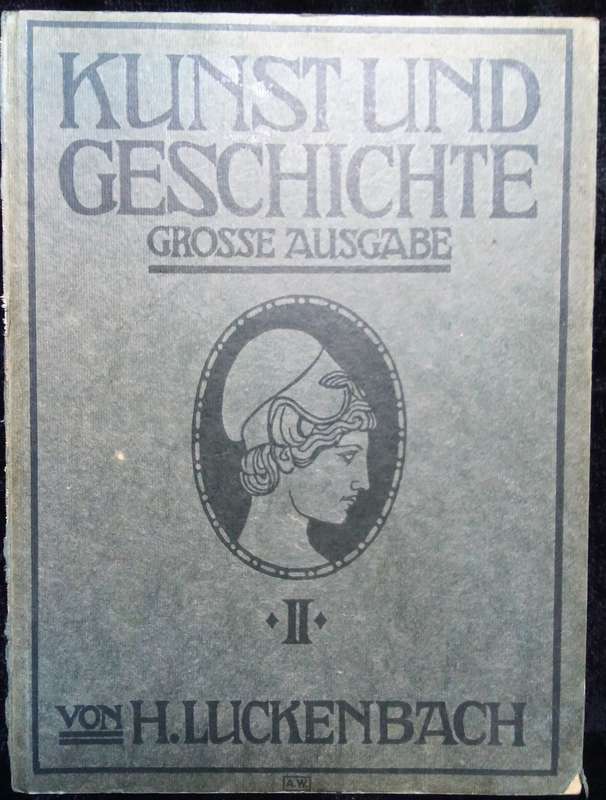 KUNST UND
GESCHICHTE
GROSSE AUSGABE
II
VON H. LUCKENBACH
A.W.